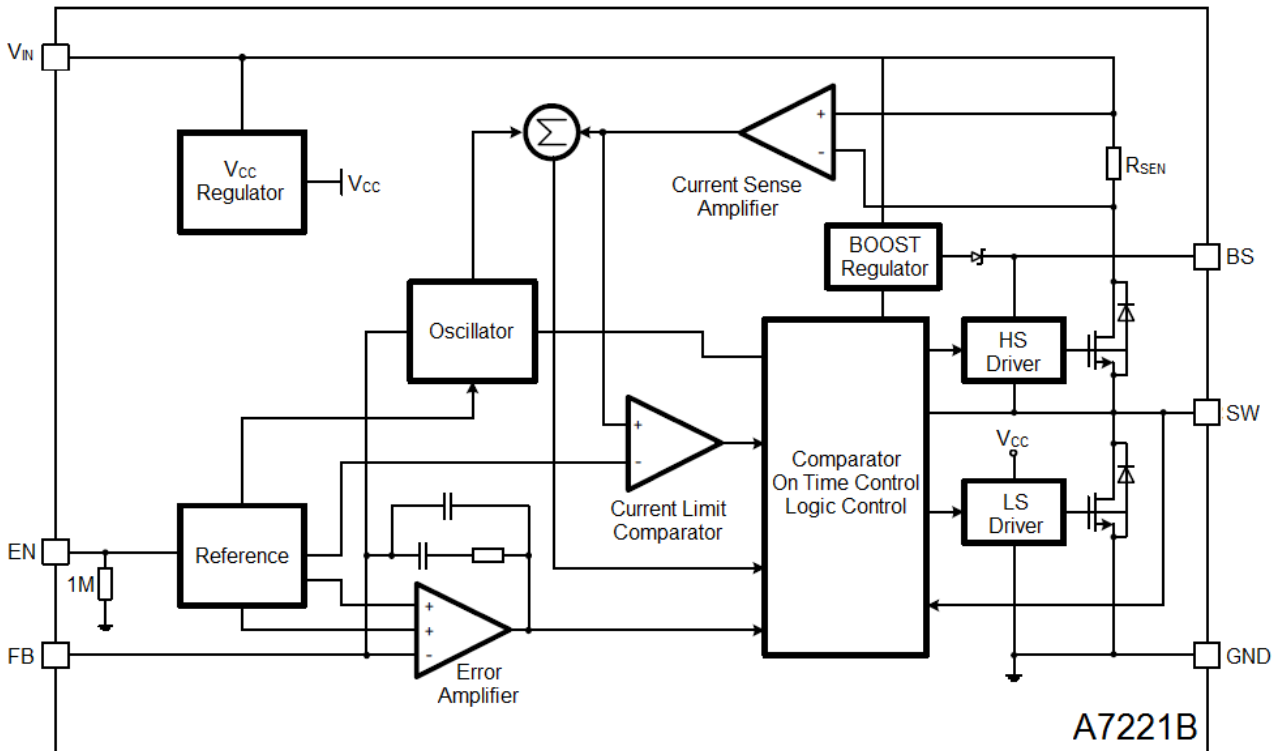 VIN
VCC
Regulator
VCC
Σ
+
-
Current Sense
Amplifier
RSEN
BOOST
Regulator
BS
Oscillator
HS
Driver
SW
+
-
Current Limit
Comparator
Comparator
On Time Control
Logic Control
VCC
LS
Driver
EN
1M
Reference
+
+
-
Error
Amplifier
FB
GND
A7221B